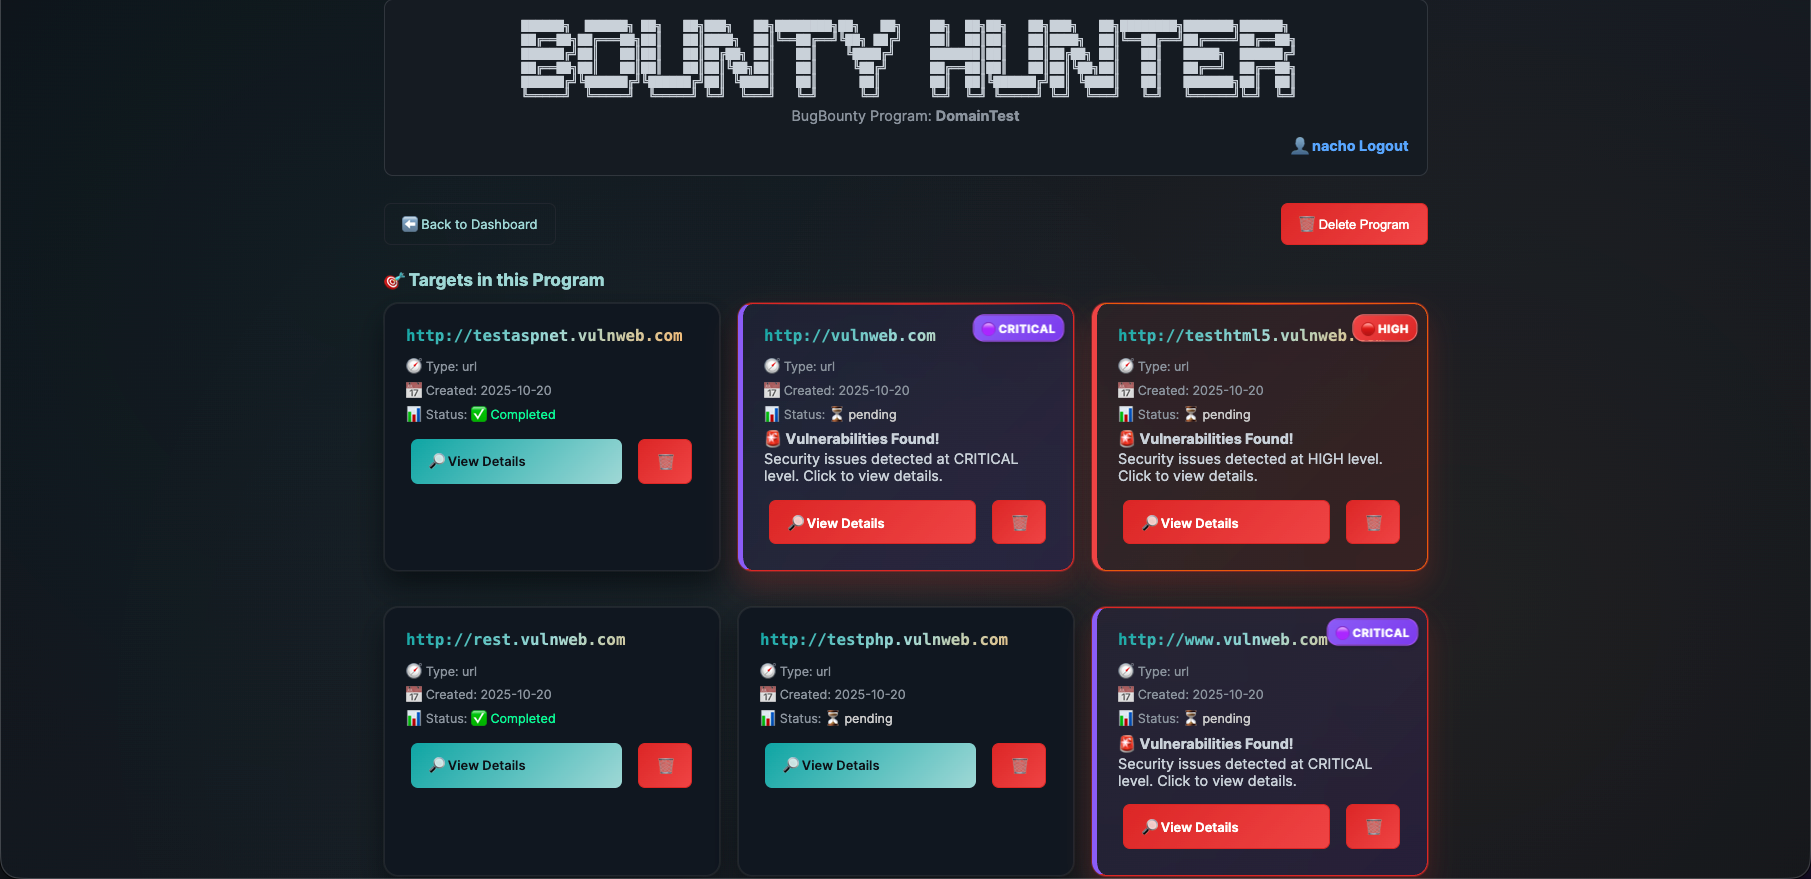 BOUNTY HUNTER
BugBounty Program: DomainTest
nacho Logout
Back to Dashboard
Delete Program
Targets in this Program
http://testaspnet.vulnweb.com
Type: url
Created: 2025-10-20
Status: Completed
View Details
http://vulnweb.com
CRITICAL
Type: url
Created: 2025-10-20
Status: pending
Vulnerabilities Found!
Security issues detected at CRITICAL
level. Click to view details.
View Details
http://testhtml5.vulnweb.
HIGH
Type: url
Created: 2025-10-20
Status: pending
Vulnerabilities Found!
Security issues detected at HIGH level.
Click to view details.
View Details
http://rest.vulnweb.com
Type: url
Created: 2025-10-20
Status: Completed
View Details
http://testphp.vulnweb.com
Type: url
Created: 2025-10-20
Status: pending
View Details
http://www.vulnweb.com
CRITICAL
Type: url
Created: 2025-10-20
Status: pending
Vulnerabilities Found!
Security issues detected at CRITICAL
level. Click to view details.
View Details